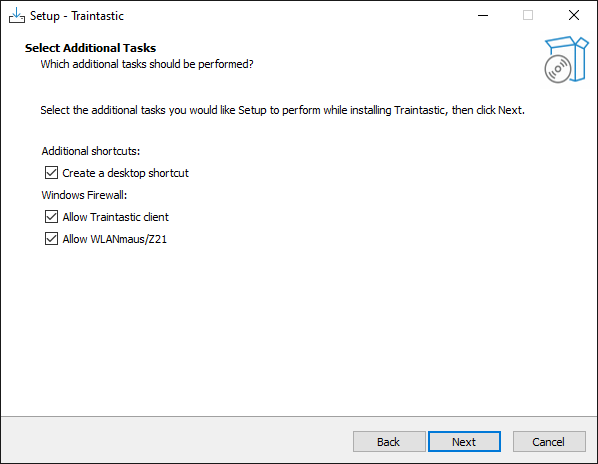 Setup - Traintastic
Select Additional Tasks
Which additional tasks should be performed?
Select the additional tasks you would like Setup to perform while installing Traintastic, then click Next.
Additional shortcuts:
Create a desktop shortcut
Windows Firewall:
Allow Traintastic client
Allow WLANmaus/Z21
Back Next Cancel